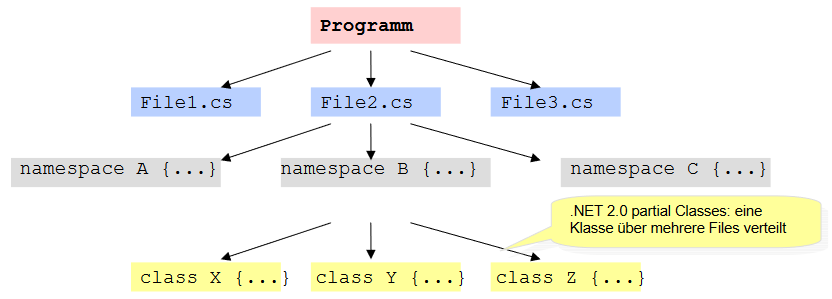 Programm
File1.cs File2.cs File3.cs
namespace A {...} namespace B {...} namespace C {...}
.NET 2.0 partial Classes: eine
Klasse über mehrere Files verteilt
class X {...} class Y {...} class Z {...}